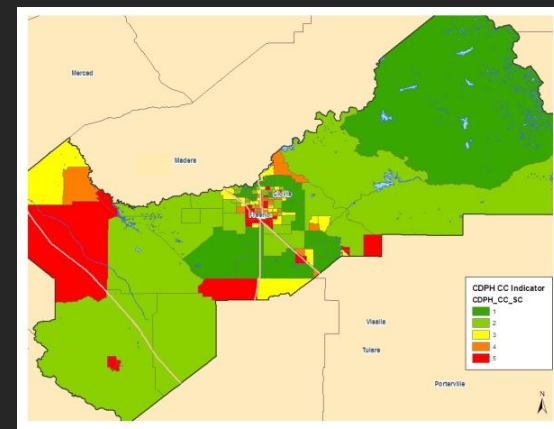 Merced
Madera
Visalia
Tulare
Porterville
CDPH CC Indicator
CDPH_CC_SC
1
2
3
4
5
N